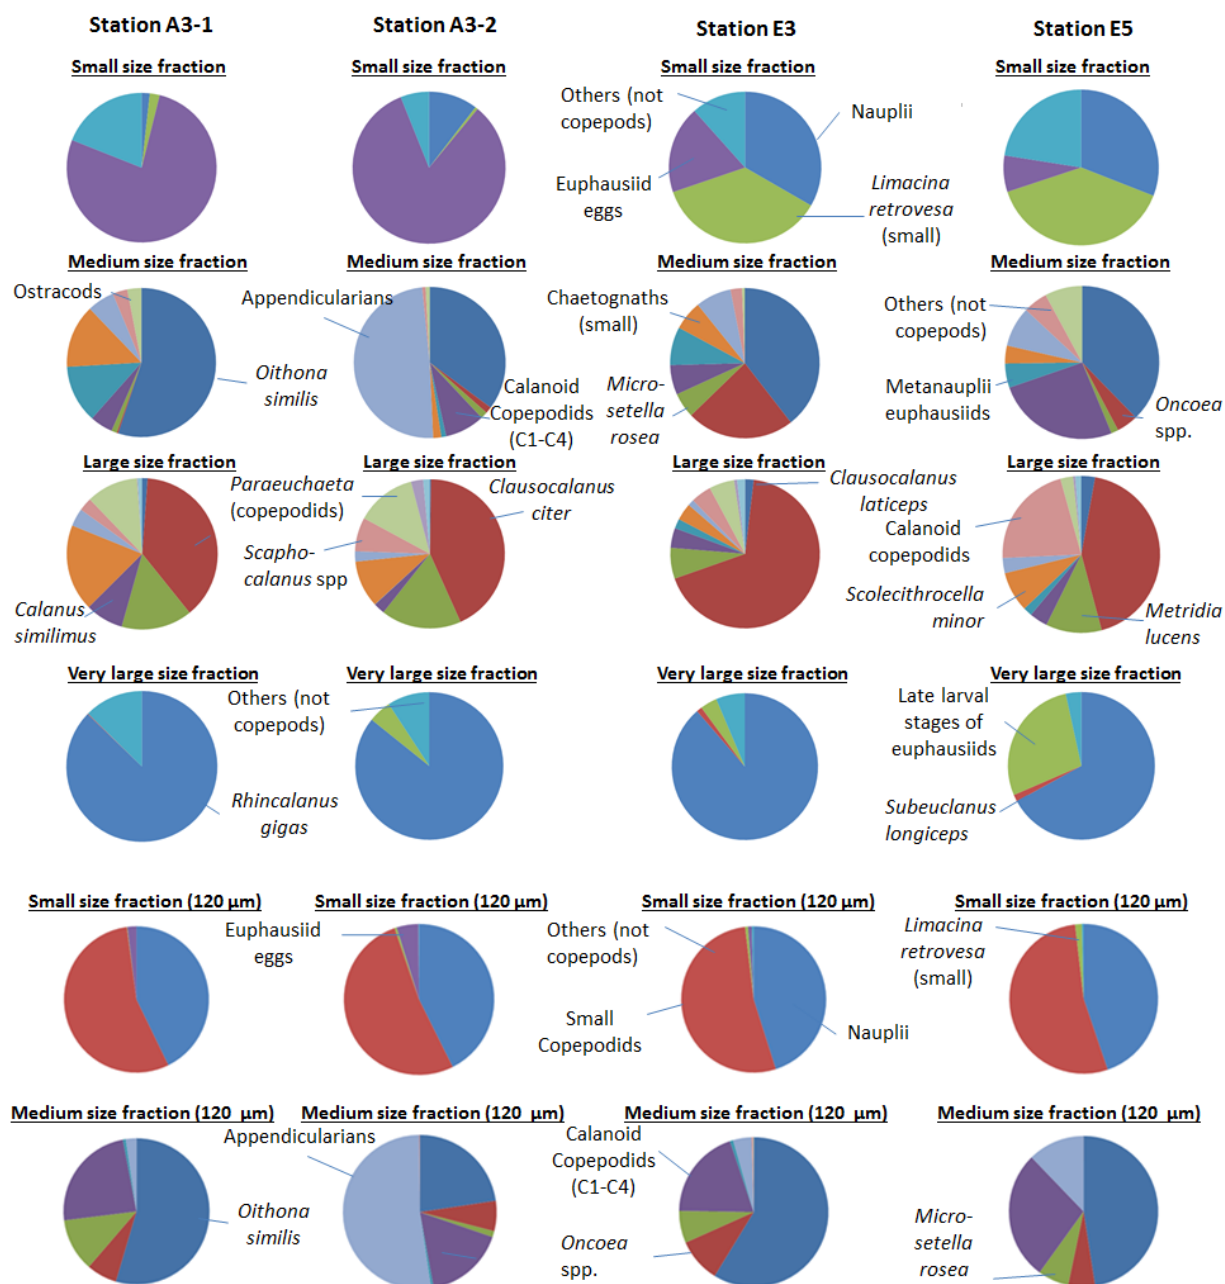 Station A3-1
Station A3-2
Station E3
Station E5
Small size fraction
Small size fraction
Small size fraction
Small size fraction
Others (not
copepods)
Nauplii
Euphausiid
eggs
Limacina
retrovesa
(small)
Medium size fraction
Medium size fraction
Medium size fraction
Medium size fraction
Ostracods
Appendicularians
Chaetognaths
(small)
Others (not
copepods)
Oithona
similis
Calanoid
Copepodids
(C1-C4)
Micro-
setella
rosea
Metanauplii
euphausiids
Oncoea
spp.
Large size fraction
Large size fraction
Large size fraction
Large size fraction
Paraeuchaeta
(copepodids)
Clausocalanus
citer
Clausocalanus
laticeps
Scapho-
calanus spp
Calanoid
copepodids
Calanus
similimus
Scolecithrocella
minor
Metridia
lucens
Very large size fraction
Very large size fraction
Very large size fraction
Very large size fraction
Others (not
copepods)
Late larval
stages of
euphausiids
Rhincalanus
gigas
Subeuclanus
longiceps
Small size fraction (120 µm)
Small size fraction (120 µm)
Small size fraction (120 µm)
Small size fraction (120 µm)
Euphausiid
eggs
Others (not
copepods)
Limacina
retrovesa
(small)
Small
Copepodids
Nauplii
Medium size fraction (120 µm)
Medium size fraction (120 µm)
Medium size fraction (120 µm)
Medium size fraction (120 µm)
Appendicularians
Calanoid
Copepodids
(C1-C4)
Oithona
similis
Oncoea
spp.
Micro-
setella
rosea